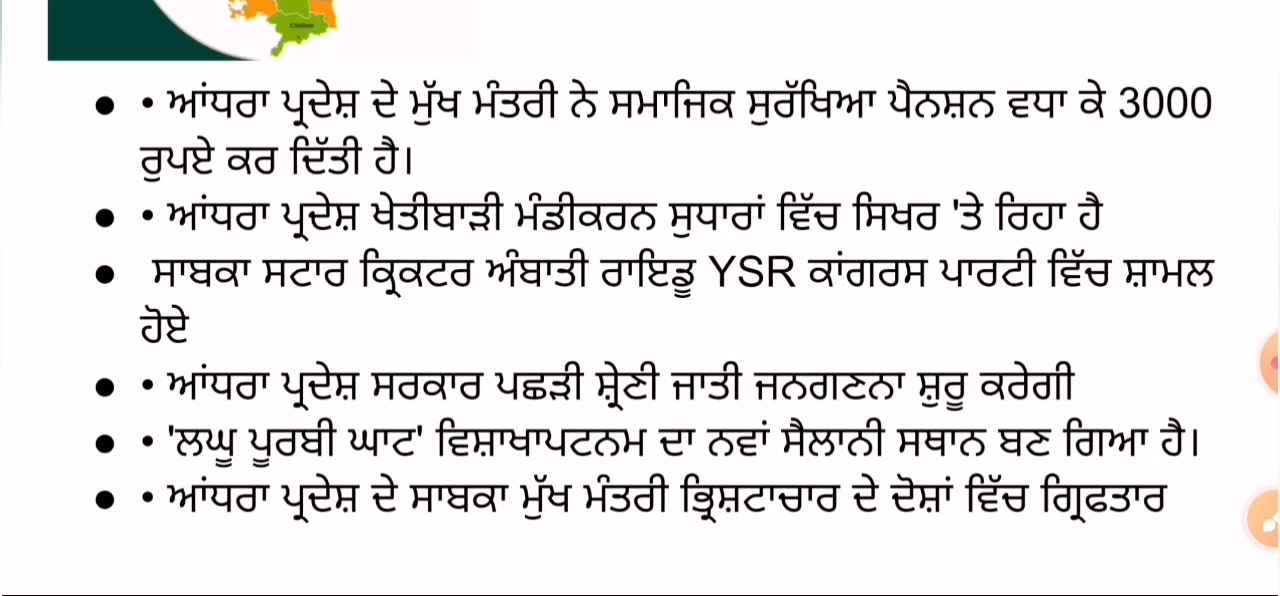 ● • ਆਂਧਰਾ ਪ੍ਰਦੇਸ਼ ਦੇ ਮੁੱਖ ਮੰਤਰੀ ਨੇ ਸਮਾਜਿਕ ਸੁਰੱਖਿਆ ਪੈਨਸ਼ਨ ਵਧਾ ਕੇ 3000
ਰੁਪਏ ਕਰ ਦਿੱਤੀ ਹੈ।
● • ਆਂਧਰਾ ਪ੍ਰਦੇਸ਼ ਖੇਤੀਬਾੜੀ ਮੰਡੀਕਰਨ ਸੁਧਾਰਾਂ ਵਿੱਚ ਸਿਖਰ 'ਤੇ ਰਿਹਾ ਹੈ
● ਸਾਬਕਾ ਸਟਾਰ ਕ੍ਰਿਕਟਰ ਅੰਬਾਤੀ ਰਾਇਡੂ YSR ਕਾਂਗਰਸ ਪਾਰਟੀ ਵਿੱਚ ਸ਼ਾਮਲ
ਹੋਏ
● • ਆਂਧਰਾ ਪ੍ਰਦੇਸ਼ ਸਰਕਾਰ ਪਛੜੀ ਸ਼੍ਰੇਣੀ ਜਾਤੀ ਜਨਗਣਨਾ ਸ਼ੁਰੂ ਕਰੇਗੀ
● • 'ਲਘੂ ਪੂਰਬੀ ਘਾਟ' ਵਿਸ਼ਾਖਾਪਟਨਮ ਦਾ ਨਵਾਂ ਸੈਲਾਨੀ ਸਥਾਨ ਬਣ ਗਿਆ ਹੈ।
● • ਆਂਧਰਾ ਪ੍ਰਦੇਸ਼ ਦੇ ਸਾਬਕਾ ਮੁੱਖ ਮੰਤਰੀ ਭ੍ਰਿਸ਼ਟਾਚਾਰ ਦੇ ਦੋਸ਼ਾਂ ਵਿੱਚ ਗ੍ਰਿਫਤਾਰ